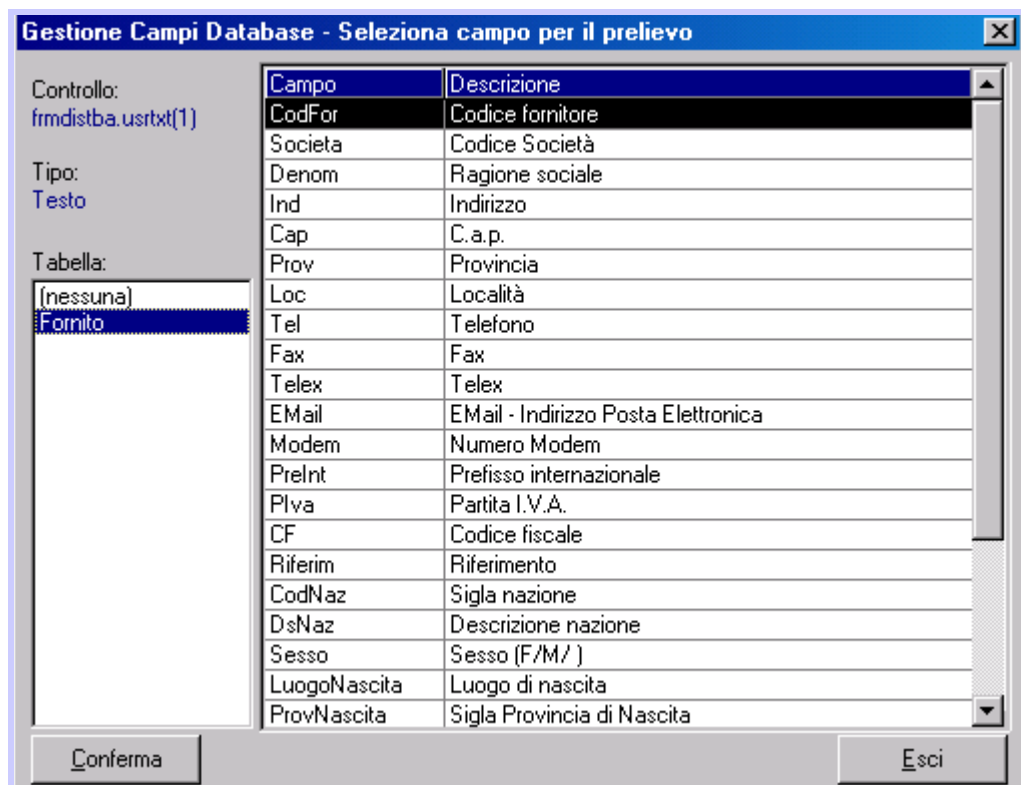 Gestione Campi Database - Seleziona campo per il prelievo
Controllo:
frmdistba.usrtxt(1)
Tipo:
Testo
Tabella:
(nessuna)
Fornito
Campo Descrizione
CodFor Codice fornitore
Societa Codice Società
Denom Ragione sociale
Ind Indirizzo
Cap C.a.p.
Prov Provincia
Loc Località
Tel Telefono
Fax Fax
Telex Telex
EMail EMail - Indirizzo Posta Elettronica
Modem Numero Modem
PreInt Prefisso internazionale
PIva Partita I.V.A.
CF Codice fiscale
Riferim Riferimento
CodNaz Sigla nazione
DsNaz Descrizione nazione
Sesso Sesso (F/M/ )
LuogoNascita Luogo di nascita
ProvNascita Sigla Provincia di Nascita
Conferma
Esci